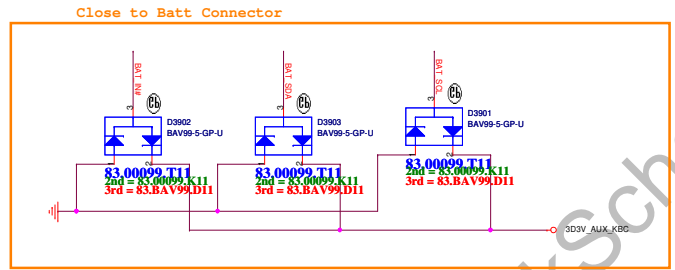 Close to Batt Connector
BAT_IN#
BAT_SDA
BAT_SCL
3
3
3
D3902
BAV99-5-GP-U
D3903
BAV99-5-GP-U
D3901
BAV99-5-GP-U
1
2
1
2
1
2
83.00099.T11
2nd = 83.00099.K11
3rd = 83.BAV99.D11
83.00099.T11
2nd = 83.00099.K11
3rd = 83.BAV99.D11
83.00099.T11
2nd = 83.00099.K11
3rd = 83.BAV99.D11
3D3V_AUX_KBC